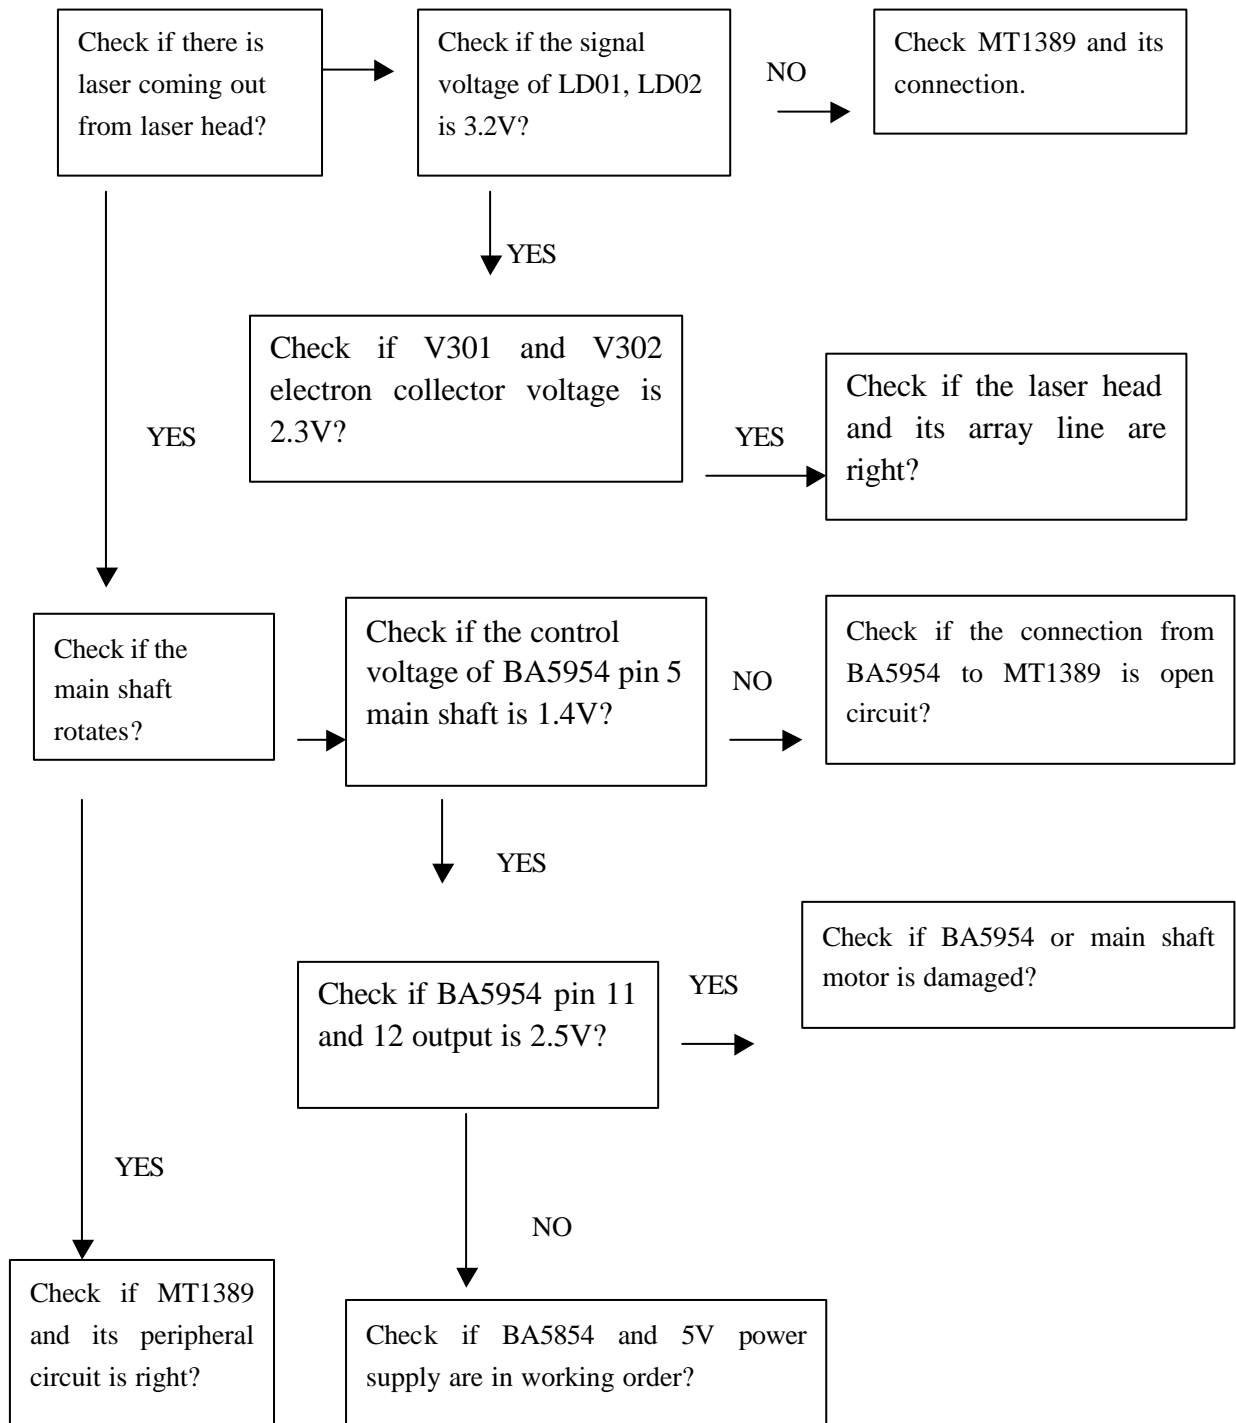 Check if there is
laser coming out
from laser head?
Check if the signal
voltage of LD01, LD02
is 3.2V?
NO
Check MT1389 and its
connection.
YES
Check if V301 and V302
electron collector voltage is
2.3V?
YES
YES
Check if the laser head
and its array line are
right?
Check if the
main shaft
rotates?
Check if the control
voltage of BA5954 pin 5
main shaft is 1.4V?
NO
Check if the connection from
BA5954 to MT1389 is open
circuit?
YES
Check if BA5954 pin 11
and 12 output is 2.5V?
YES
Check if BA5954 or main shaft
motor is damaged?
YES
NO
Check if MT1389
and its peripheral
circuit is right?
Check if BA5854 and 5V power
supply are in working order?